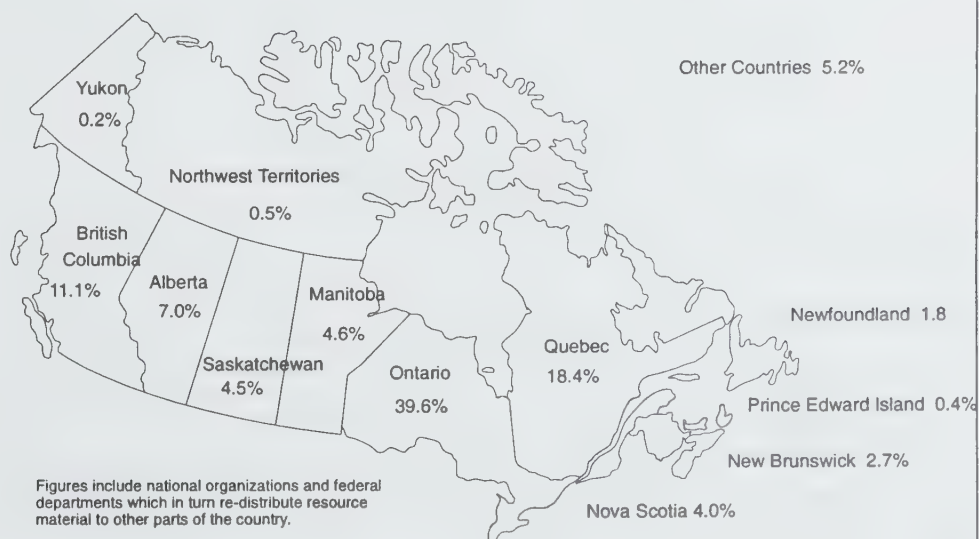 Other Countries 5.2%
Yukon
0.2%
Northwest Territories
0.5%
British
Columbia
11.1%
Alberta
7.0%
Saskatchewan
4.5%
Manitoba
4.6%
Ontario
39.6%
Quebec
18.4%
Newfoundland 1.8
Prince Edward Island 0.4%
New Brunswick 2.7%
Nova Scotia 4.0%
Figures include national organizations and federal
departments which in turn re-distribute resource
material to other parts of the country.